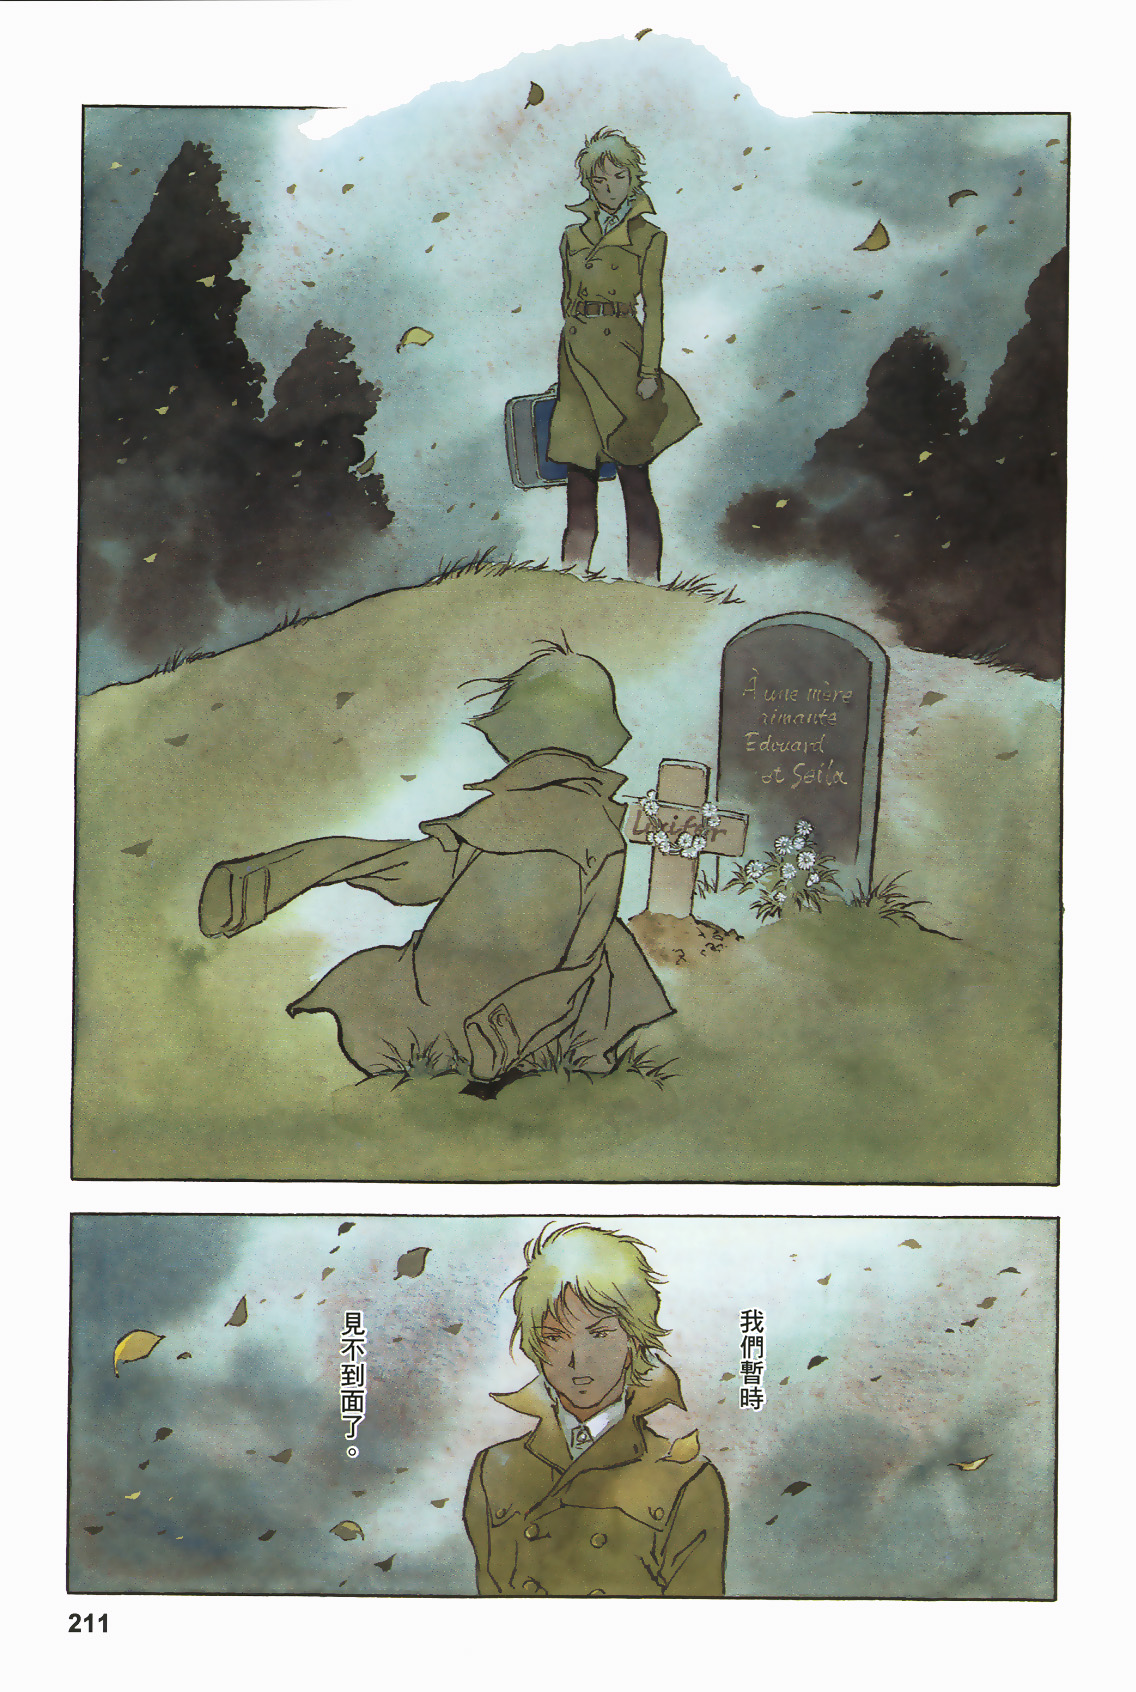 À une mère
aimante
Edouard
et Seila
Lucifer
我們暫時
見不到面了。
211